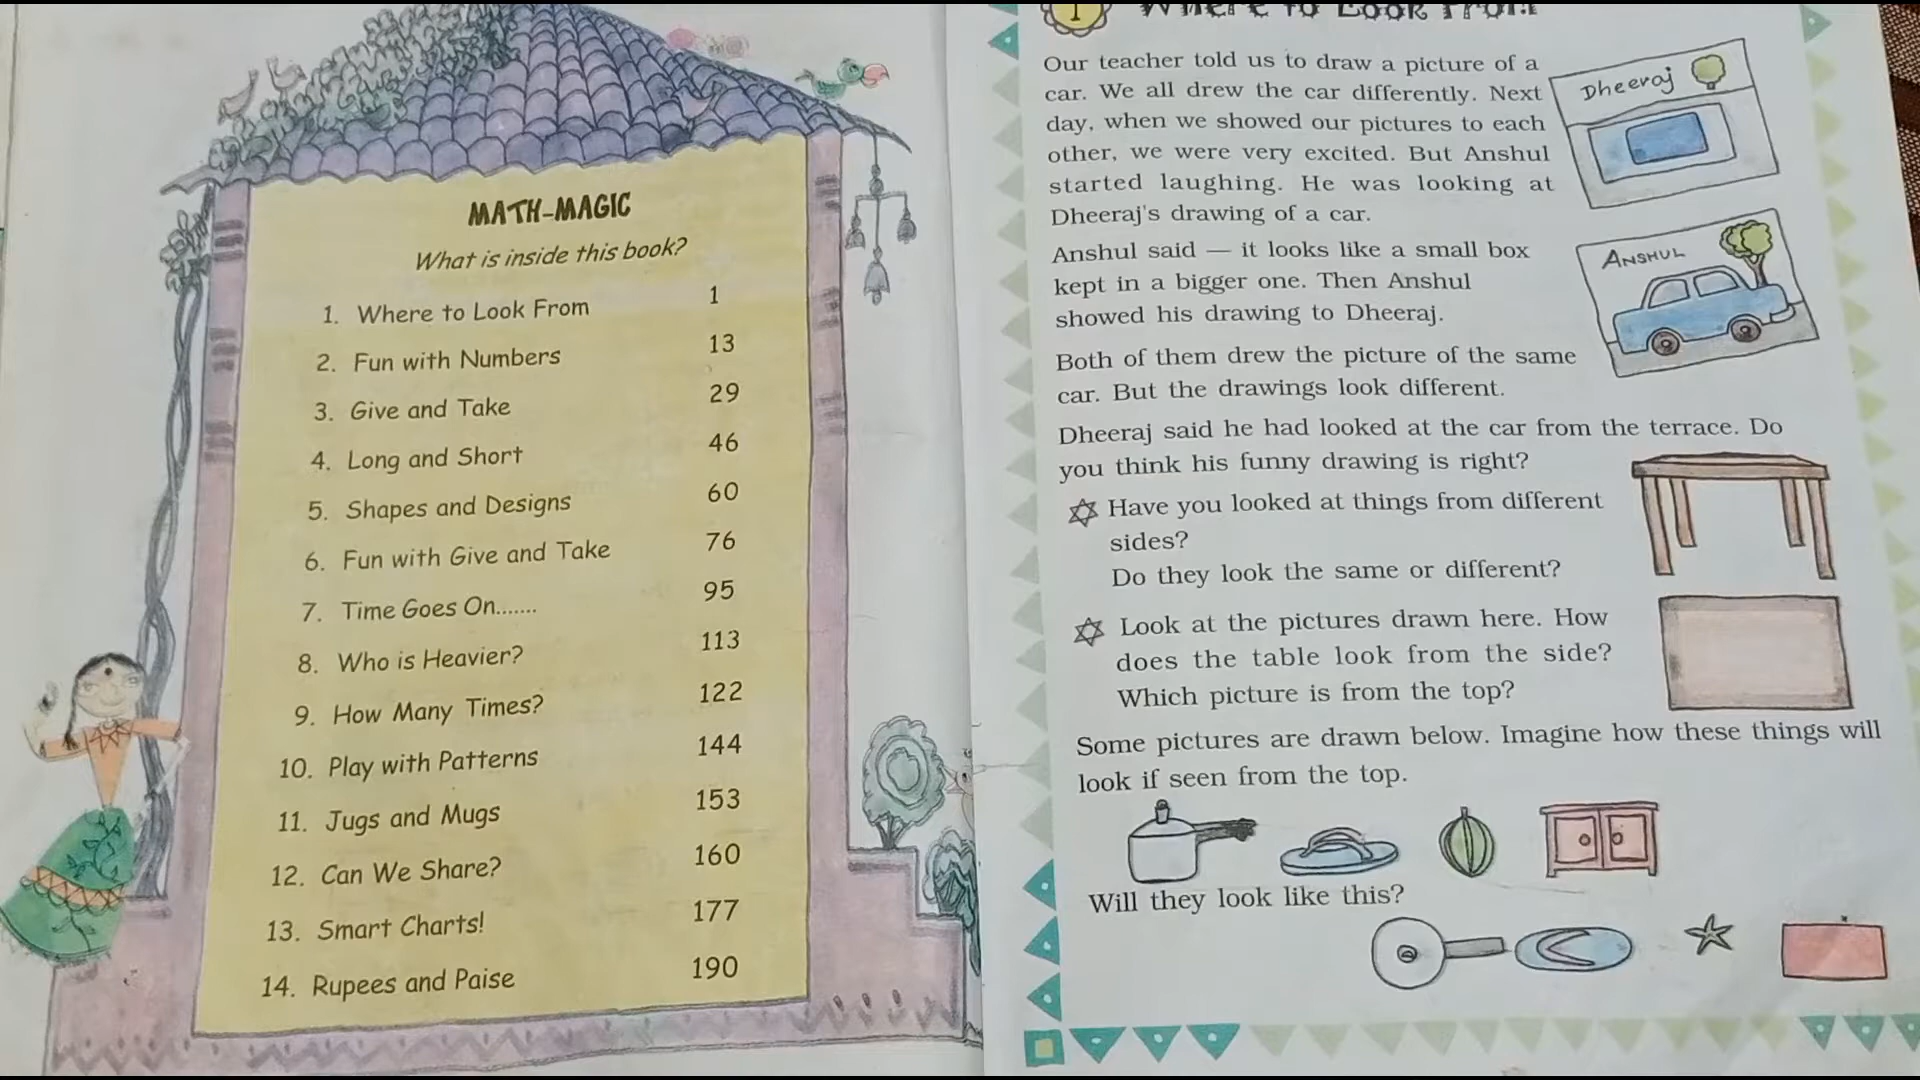 MATH-MAGIC
What is inside this book?
1. Where to Look From 1
2. Fun with Numbers 13
3. Give and Take 29
4. Long and Short 46
5. Shapes and Designs 60
6. Fun with Give and Take 76
7. Time Goes On....... 95
8. Who is Heavier? 113
9. How Many Times? 122
10. Play with Patterns 144
11. Jugs and Mugs 153
12. Can We Share? 160
13. Smart Charts! 177
14. Rupees and Paise 190
1 Where to Look From
Our teacher told us to draw a picture of a
car. We all drew the car differently. Next
day, when we showed our pictures to each
other, we were very excited. But Anshul
started laughing. He was looking at
Dheeraj's drawing of a car.
Dheeraj
Anshul said — it looks like a small box
kept in a bigger one. Then Anshul
showed his drawing to Dheeraj.
ANSHUL
Both of them drew the picture of the same
car. But the drawings look different.
Dheeraj said he had looked at the car from the terrace. Do
you think his funny drawing is right?
Have you looked at things from different
sides?
Do they look the same or different?
Look at the pictures drawn here. How
does the table look from the side?
Which picture is from the top?
Some pictures are drawn below. Imagine how these things will
look if seen from the top.
Will they look like this?